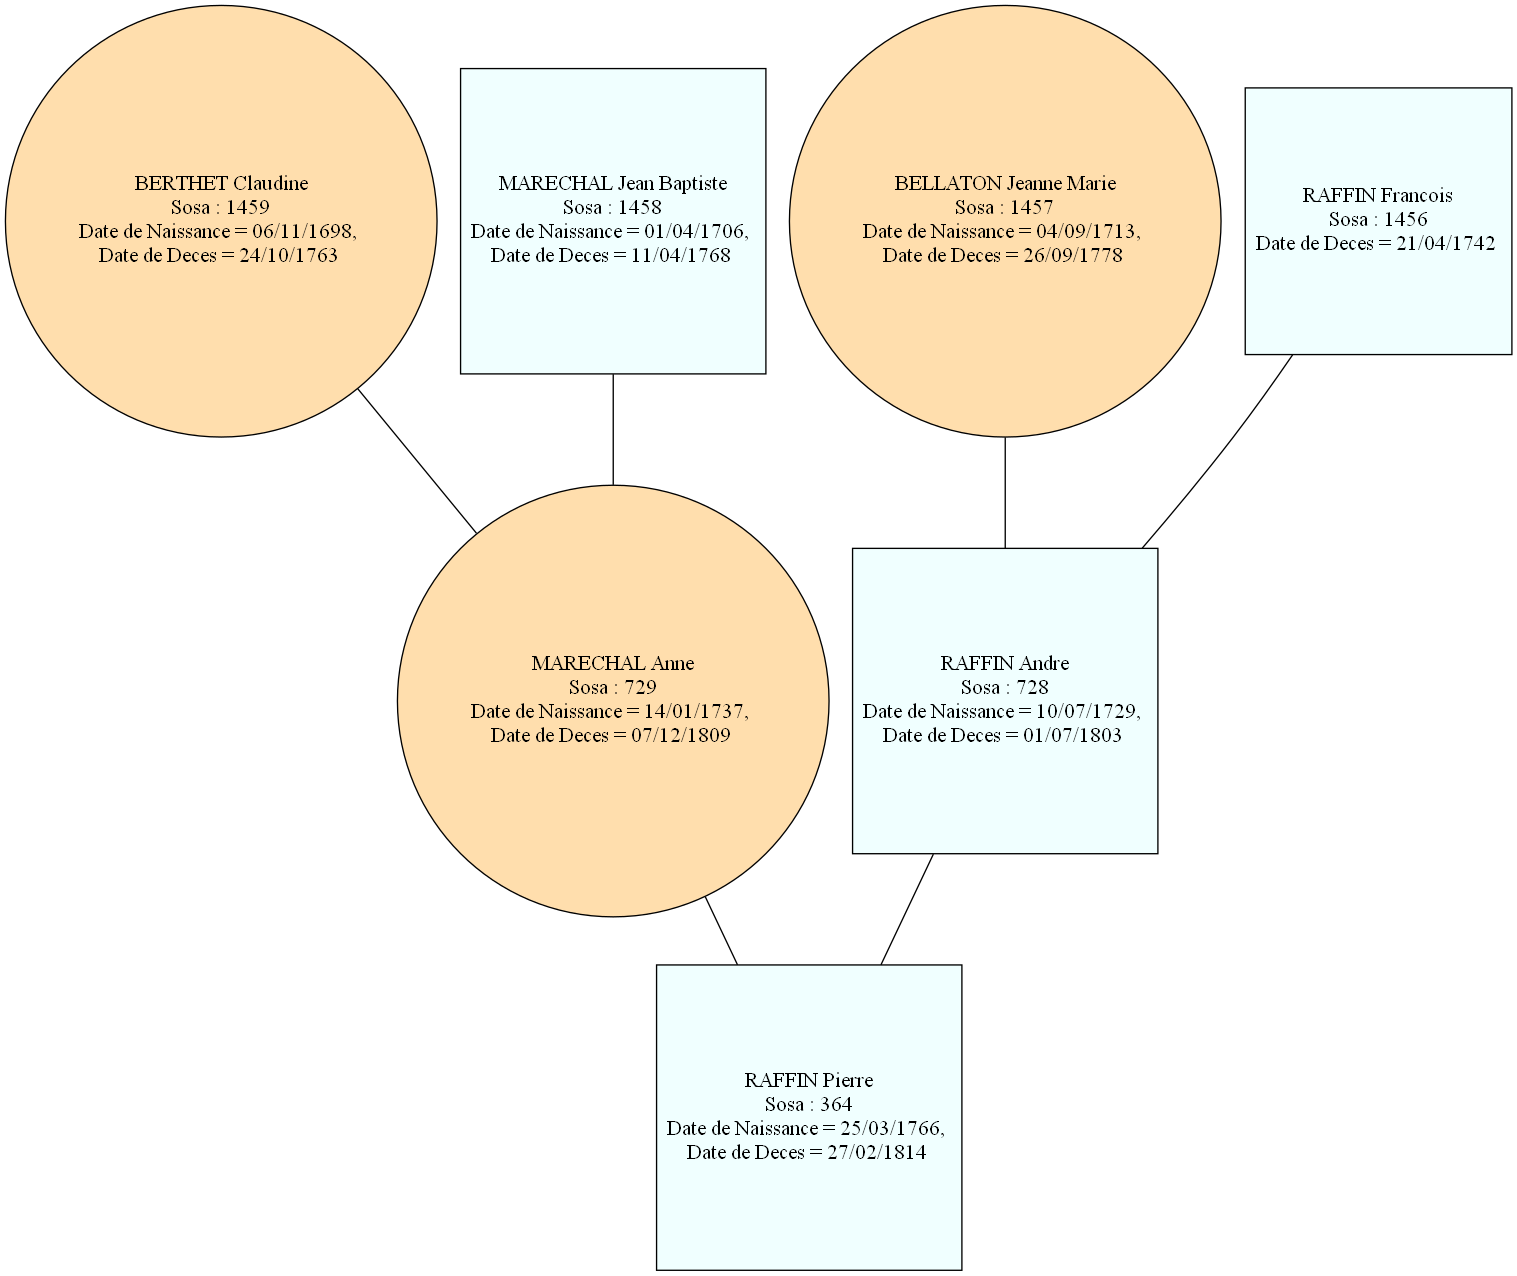 BERTHET Claudine
Sosa : 1459
Date de Naissance = 06/11/1698,
Date de Deces = 24/10/1763
MARECHAL Jean Baptiste
Sosa : 1458
Date de Naissance = 01/04/1706,
Date de Deces = 11/04/1768
BELLATON Jeanne Marie
Sosa : 1457
Date de Naissance = 04/09/1713,
Date de Deces = 26/09/1778
RAFFIN Francois
Sosa : 1456
Date de Deces = 21/04/1742
MARECHAL Anne
Sosa : 729
Date de Naissance = 14/01/1737,
Date de Deces = 07/12/1809
RAFFIN Andre
Sosa : 728
Date de Naissance = 10/07/1729,
Date de Deces = 01/07/1803
RAFFIN Pierre
Sosa : 364
Date de Naissance = 25/03/1766,
Date de Deces = 27/02/1814